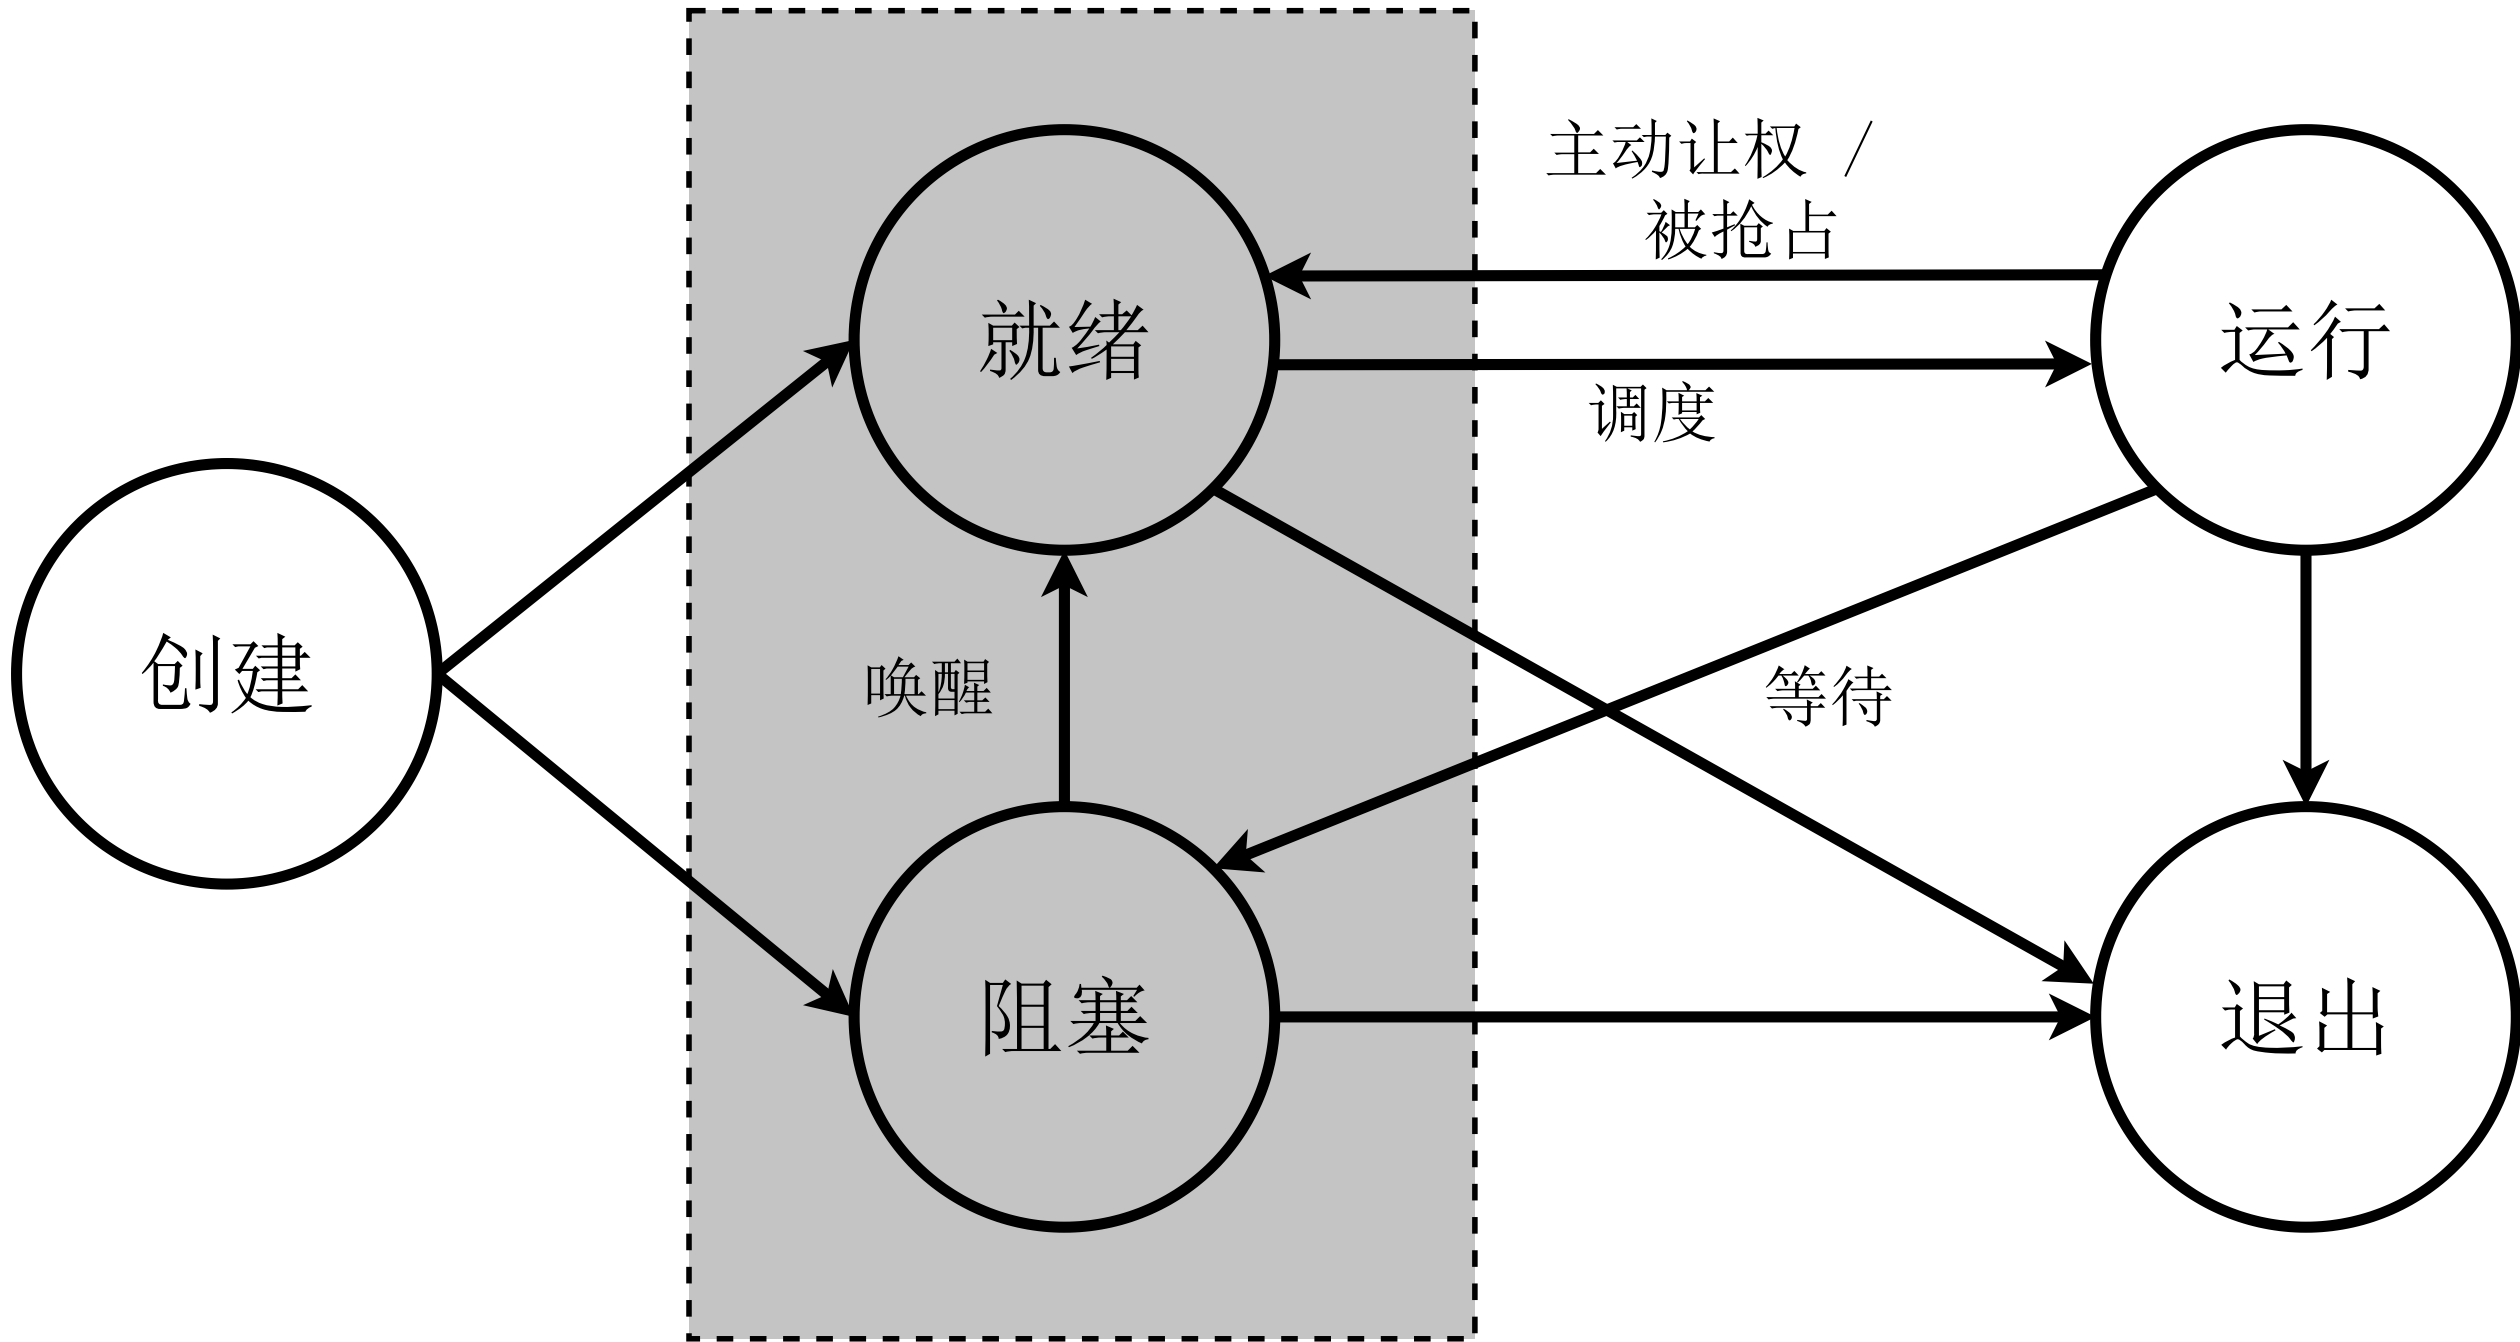 主动让权 /
被抢占
就绪
运行
调度
创建
唤醒
等待
阻塞
退出